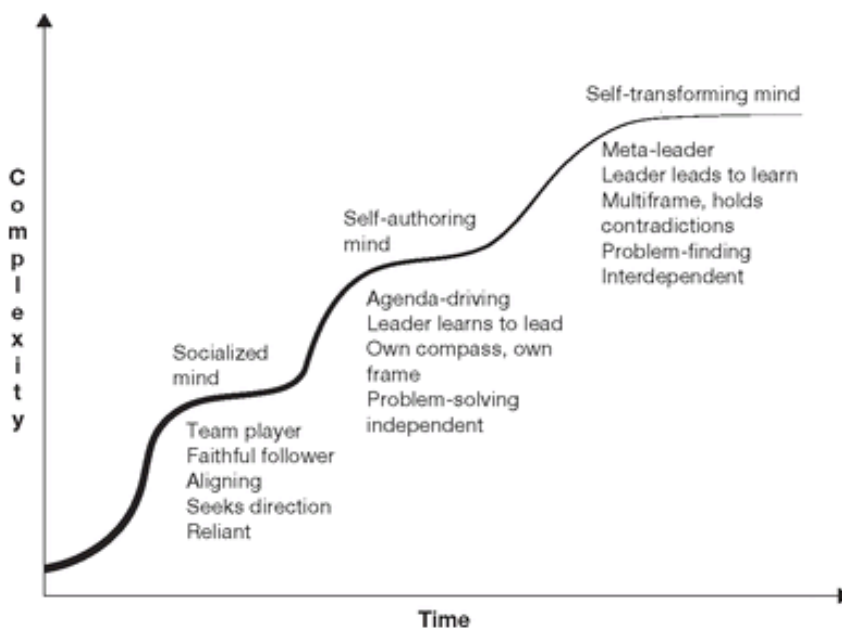 Self-transforming mind
Meta-leader
Leader leads to learn
Multiframe, holds
contradictions
Problem-finding
Interdependent
Self-authoring
mind
Agenda-driving
Leader learns to lead
Own compass, own
frame
Problem-solving
independent
Socialized
mind
Team player
Faithful follower
Aligning
Seeks direction
Reliant
Complexity
Time